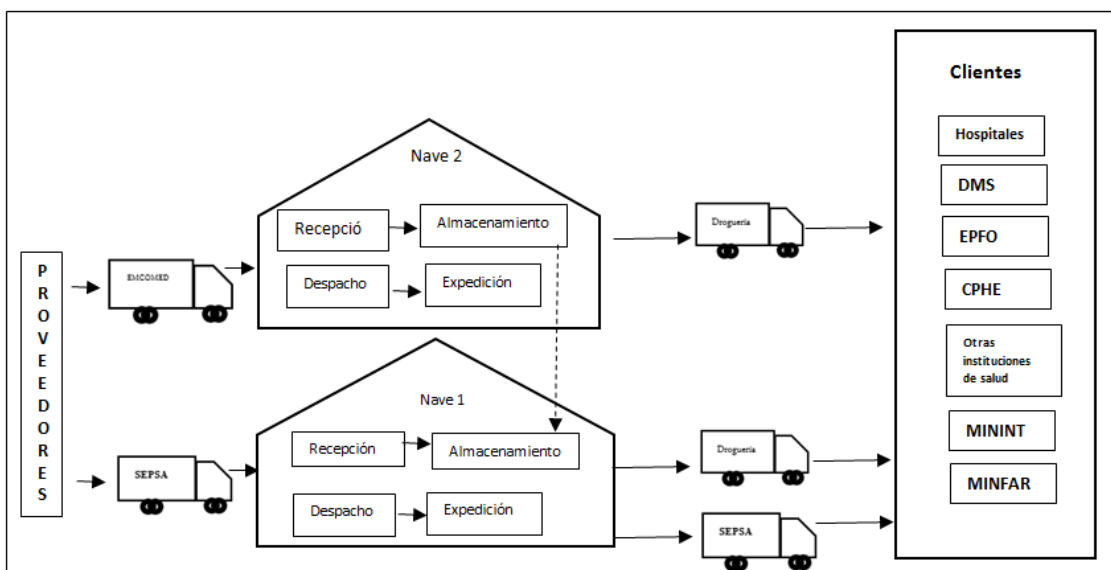 PROVEEDORES
EMCOMED
SEPSA
Nave 2
Recepció
Almacenamiento
Despacho
Expedición
Nave 1
Recepción
Almacenamiento
Despacho
Expedición
Droguería
Droguería
SEPSA
Clientes
Hospitales
DMS
EPFO
CPHE
Otras
instituciones
de salud
MININT
MINFAR